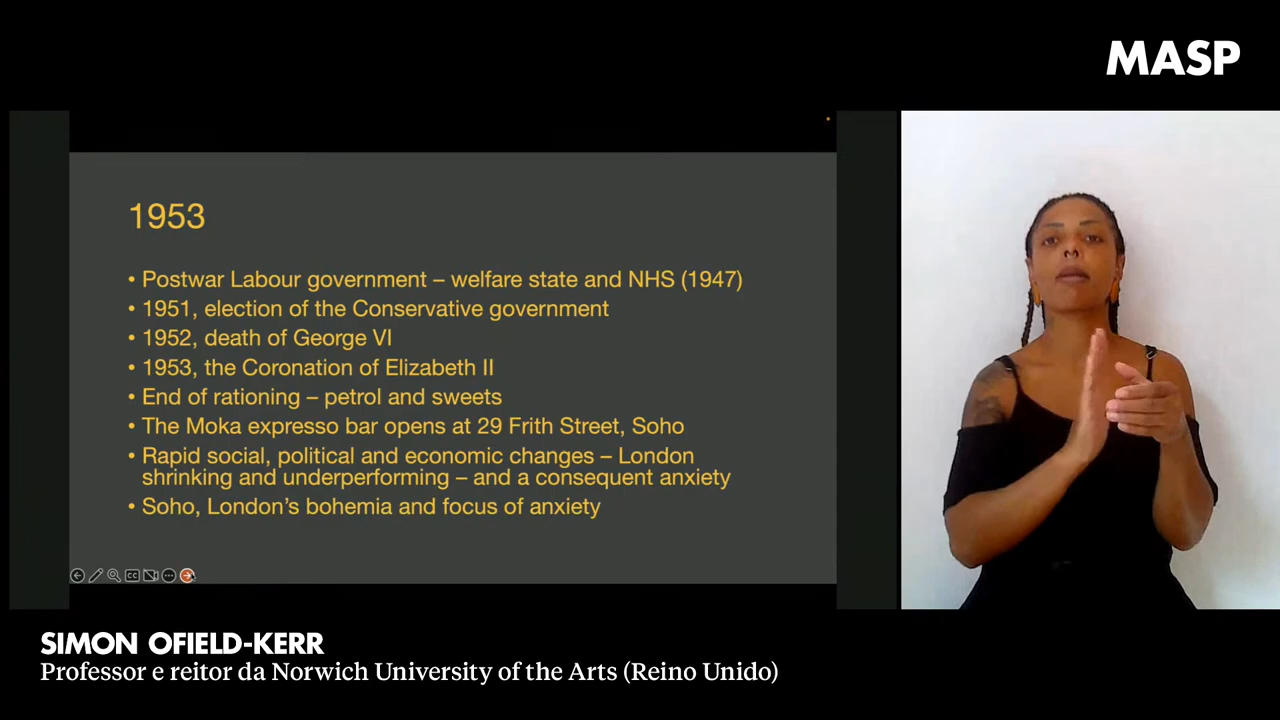 MASP
1953
• Postwar Labour government – welfare state and NHS (1947)
• 1951, election of the Conservative government
• 1952, death of George VI
• 1953, the Coronation of Elizabeth II
• End of rationing – petrol and sweets
• The Moka expresso bar opens at 29 Frith Street, Soho
• Rapid social, political and economic changes – London
shrinking and underperforming – and a consequent anxiety
• Soho, London's bohemia and focus of anxiety
CC
SIMON OFIELD-KERR
Professor e reitor da Norwich University of the Arts (Reino Unido)